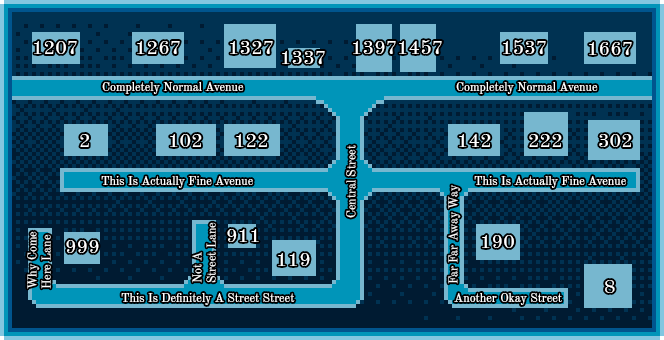 1207 1267 1327 1337 1397 1457 1537 1667
Completely Normal Avenue Completely Normal Avenue
2 102 122 142 222 302
Central Street
This Is Actually Fine Avenue This Is Actually Fine Avenue
Why Come
Here Lane
999
Not A
Street Lane
911
119
Far Far Away Way
190
8
This Is Definitely A Street Street
Another Okay Street